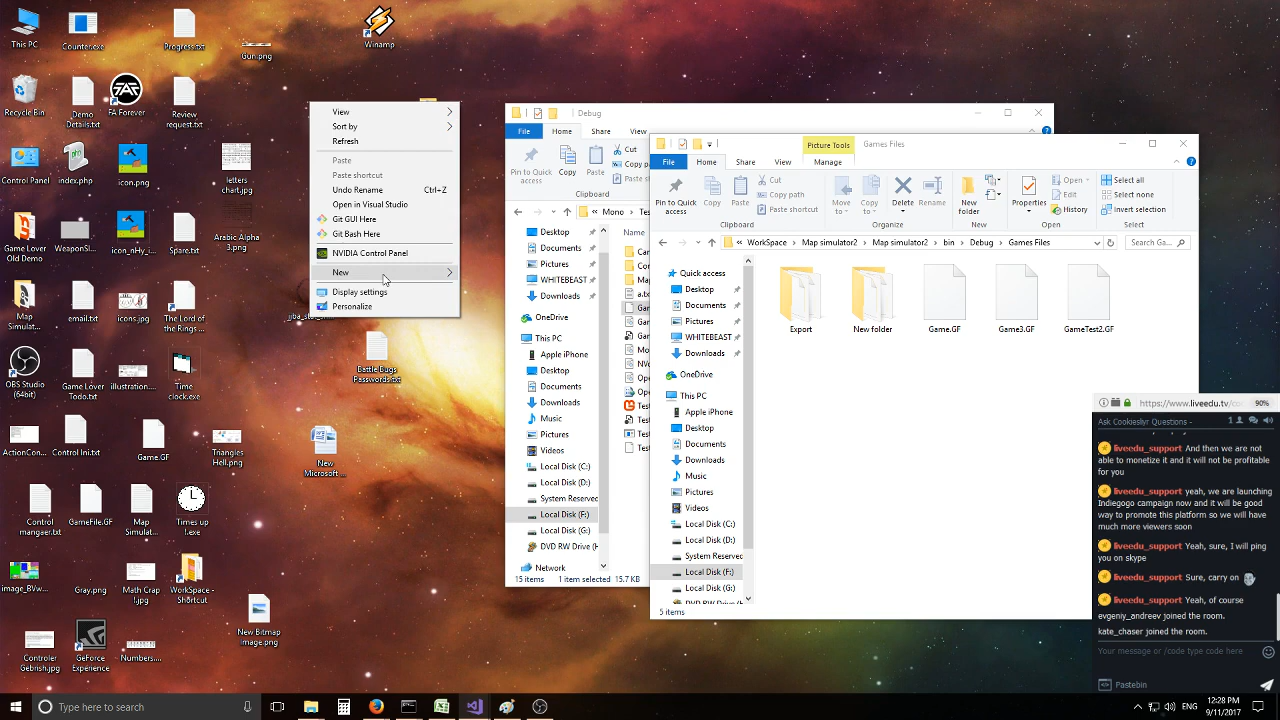 This PC
Counter.exe
Progress.txt
Gun.png
Winamp
Recycle Bin
Demo
Details.txt
FA Forever
Review
request.txt
Control Panel
index.php
icon.png
letters
chart.jpg
Game Lover
Old Demo
WeaponSI...
icon_nH4y-...
Spare.txt
Arabic Alpha
3.png
Map
Simulat...
email.txt
icons.jpg
The Lord of
the Rings ...
OBS Studio
(64bit)
Game Lover
Todo.txt
illustration....
Time
clock.exe
Battle Bugs
Passwords.txt
ActionCon...
Control Ini.txt
Game.GF
Triangles
Hell.png
New
Microsoft ...
Control
mangaer.txt
GameFile.GF
Map
Simulat...
Times up
!.exe
Gray.png
Math Crap
1.jpg
WorkSpace -
Shortcut
New Bitmap
Image.png
Controler
Gebrish.jpg
GeForce
Experience
Numbers....
View
Sort by
Refresh
Paste
Paste shortcut
Undo Rename Ctrl+Z
Open in Visual Studio
Git GUI Here
Git Bash Here
NVIDIA Control Panel
New
Display settings
Personalize
Debug
File Home Share View
Pin to Quick
access
Copy
Paste
Clipboard
Mono
Desktop
Documents
Pictures
WHITEBEAST
Downloads
OneDrive
This PC
Apple iPhone
Desktop
Documents
Downloads
Music
Pictures
Videos
Local Disk (C:)
Local Disk (D:)
System Reserved
Local Disk (F:)
Local Disk (G:)
DVD RW Drive (H
Network
15 items 1 item selected 15.7 KB
Picture Tools Games Files
File Home Share View Manage
Pin to Quick
access
Copy
Paste
Cut
Copy path
Paste shortcut
Clipboard
Move
to
Copy
to
Delete
Rename
Organize
New
folder
New
Properties
Open
Edit
History
Open
Select all
Select none
Invert selection
Select
WorkSpace > Map simulator2 > Map simulator2 > bin > Debug > Games Files
Search Ga...
Quick access
Desktop
Documents
Pictures
WHITEBEAST
Downloads
OneDrive
This PC
Apple iPhone
Desktop
Documents
Downloads
Music
Pictures
Videos
Local Disk (C:)
Local Disk (D:)
System Reserved
Local Disk (F:)
Local Disk (G:)
Export
New folder
Game.GF
Game3.GF
GameTest2.GF
5 items
https://www.liveedu.tv/co
90%
Ask Cookiesliyr Questions - 1
liveedu_support And then we are not
able to monetize it and it will not be profitable
for you
liveedu_support yeah, we are launching
Indiegogo campaign now and it will be good
way to promote this platform so we will have
much more viewers soon
liveedu_support Yeah, sure, I will ping
you on skype
liveedu_support Sure, carry on
liveedu_support Yeah, of course
evgeniy_andreev joined the room.
kate_chaser joined the room.
Your message or /code type code here
Pastebin
Type here to search
ENG
12:28 PM
9/11/2017